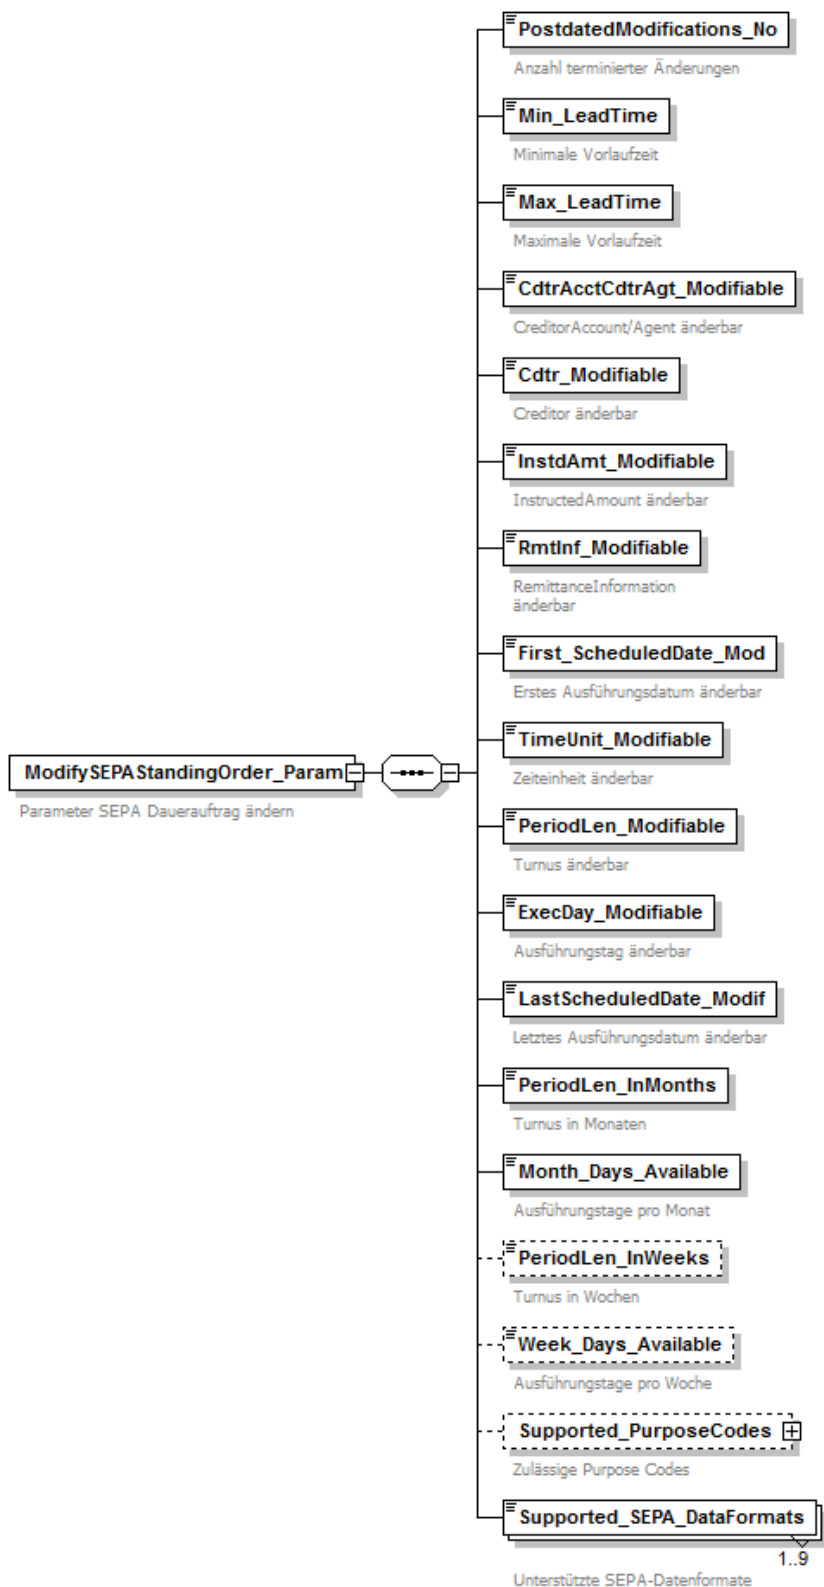 PostdatedModifications_No
Anzahl terminierter Änderungen
Min_LeadTime
Minimale Vorlaufzeit
Max_LeadTime
Maximale Vorlaufzeit
CdtrAcctCdtrAgt_Modifiable
CreditorAccount/Agent änderbar
Cdtr_Modifiable
Creditor änderbar
InstdAmt_Modifiable
InstructedAmount änderbar
RmtInf_Modifiable
RemittanceInformation
änderbar
First_ScheduledDate_Mod
Erstes Ausführungsdatum änderbar
TimeUnit_Modifiable
Zeiteinheit änderbar
ModifySEPAStandingOrder_Param
Parameter SEPA Dauerauftrag ändern
PeriodLen_Modifiable
Turnus änderbar
ExecDay_Modifiable
Ausführungstag änderbar
LastScheduledDate_Modif
Letztes Ausführungsdatum änderbar
PeriodLen_InMonths
Turnus in Monaten
Month_Days_Available
Ausführungstage pro Monat
PeriodLen_InWeeks
Turnus in Wochen
Week_Days_Available
Ausführungstage pro Woche
Supported_PurposeCodes
Zulässige Purpose Codes
Supported_SEPA_DataFormats
1..9
Unterstützte SEPA-Datenformate